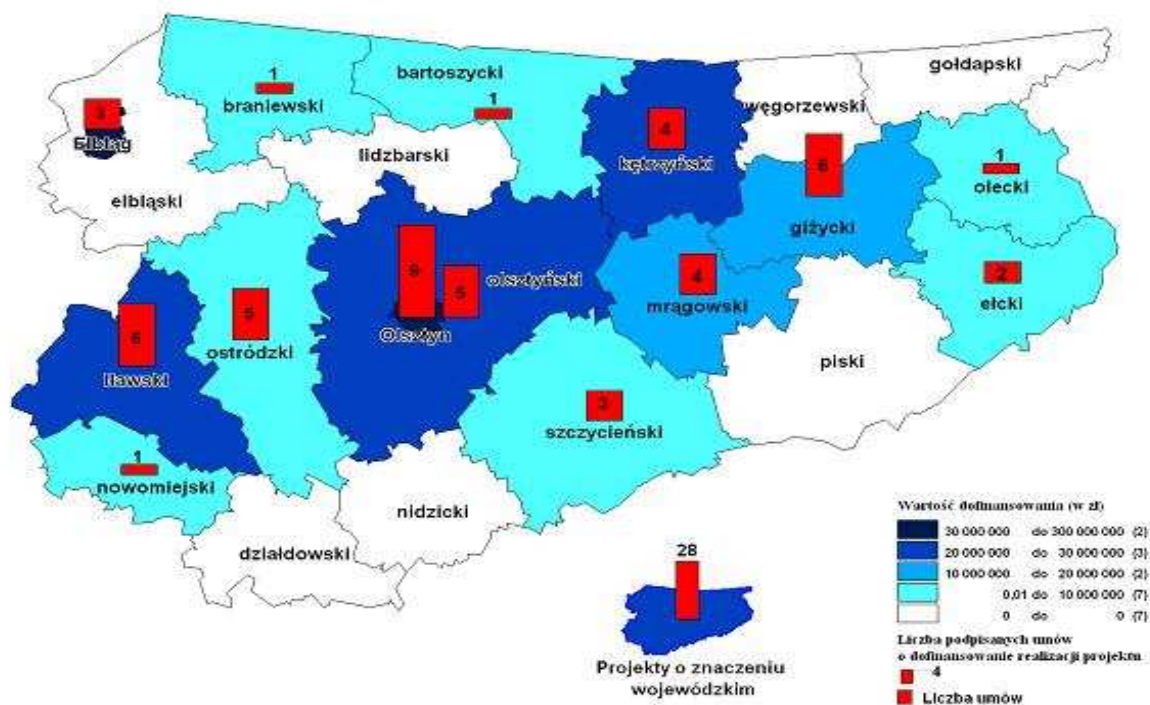 gołdapski
1
bartoszycki
braniewski
1
węgorzewski
3
4
1
Elbląg
lidzbarski
kętrzyński
6
olecki
elbląski
giżycki
9
5
olsztyński
4
2
ełcki
mrągowski
6
5
Olsztyn
ostródzki
piski
Iławski
3
szczycieński
1
nowomiejski
nidzicki
działdowski
28
Projekty o znaczeniu
wojewódzkim
Wartość dofinansowania (w zł)
30 000 000 do 300 000 000 (2)
20 000 000 do 30 000 000 (3)
10 000 000 do 20 000 000 (2)
0,01 do 10 000 000 (7)
0 do 0 (7)
Liczba podpisanych umów
o dofinansowanie realizacji projektu
4
Liczba umów